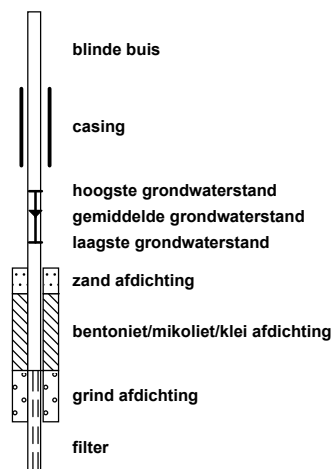 blinde buis
casing
hoogste grondwaterstand
gemiddelde grondwaterstand
laagste grondwaterstand
zand afdichting
bentoniet/mikoliet/klei afdichting
grind afdichting
filter